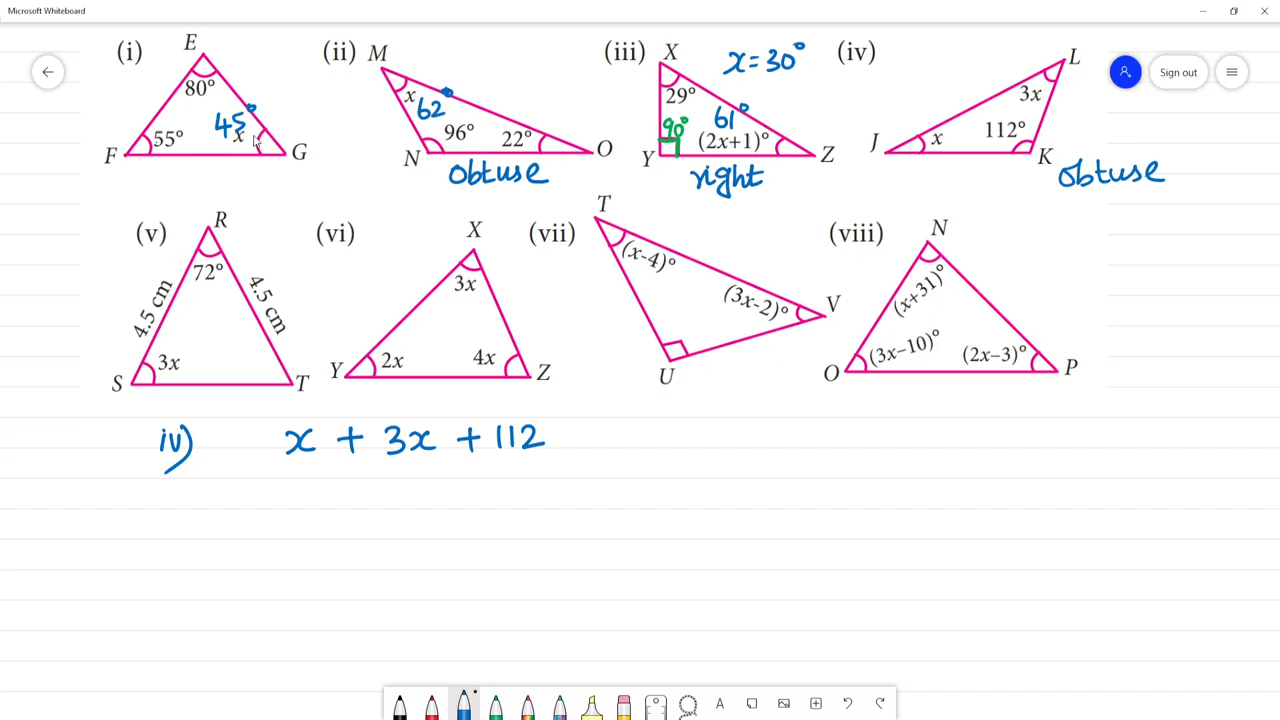 Microsoft Whiteboard
Sign out
(i) E 80° 55° 45° x F G
(ii) M x 62° 96° 22° N O
obtuse
(iii) X x = 30° 29° 90° 61° (2x+1)° Y Z
right
(iv) L 3x 112° x J K
obtuse
(v) R 72° 4.5 cm 4.5 cm 3x S T
(vi) X 3x 2x 4x Y Z
(vii) T (x-4)° (3x-2)° V U
(viii) N (x+31)° (3x–10)° (2x–3)° O P
iv) x + 3x + 112
A